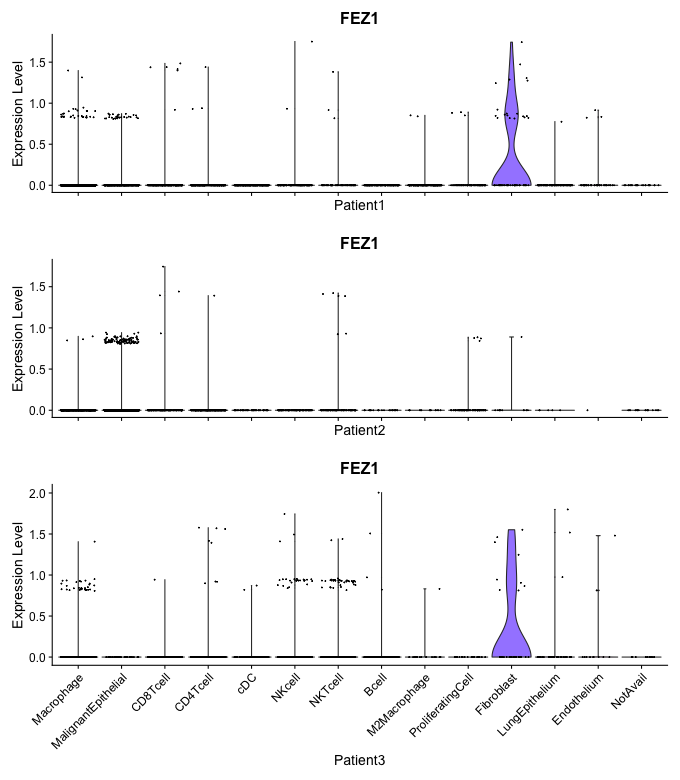 FEZ1
Expression Level
1.5
1.0
0.5
0.0
Patient1
FEZ1
Expression Level
1.5
1.0
0.5
0.0
Patient2
FEZ1
Expression Level
2.0
1.5
1.0
0.5
0.0
Macrophage
MalignantEpithelial
CD8Tcell
CD4Tcell
cDC
NKcell
NKTcell
Bcell
M2Macrophage
ProliferatingCell
Fibroblast
LungEpithelium
Endothelium
NotAvail
Patient3